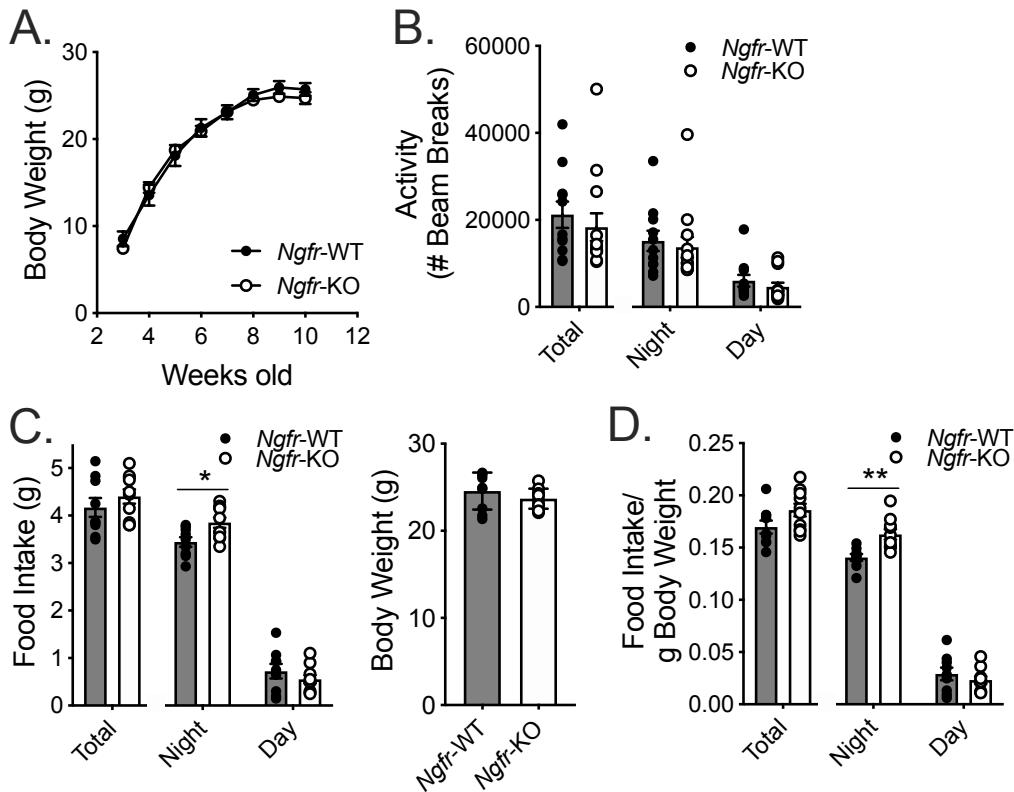 A.
30
20
10
0
Body Weight (g)
Ngfr-WT
Ngfr-KO
2 4 6 8 10 12
Weeks old
B.
60000
40000
20000
0
Activity
(# Beam Breaks)
Ngfr-WT
Ngfr-KO
Total Night Day
C.
5
4
3
2
1
0
Food Intake (g)
Ngfr-WT
Ngfr-KO
*
Total Night Day
30
20
10
0
Body Weight (g)
Ngfr-WT Ngfr-KO
D.
0.25
0.20
0.15
0.10
0.05
0.00
Food Intake/
g Body Weight
Ngfr-WT
Ngfr-KO
**
Total Night Day